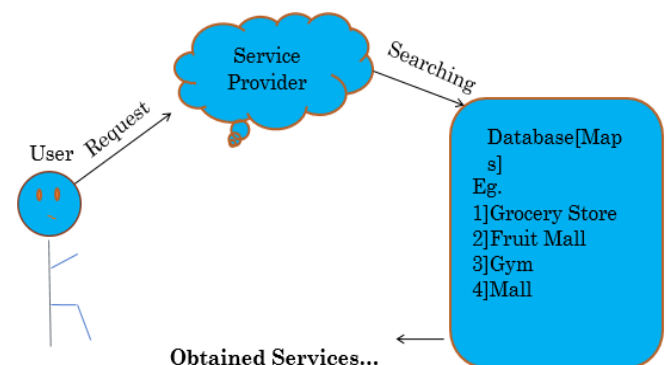 Service
Provider
Searching
Request
User
Database[Map
s]
Eg.
1]Grocery Store
2]Fruit Mall
3]Gym
4]Mall
Obtained Services...